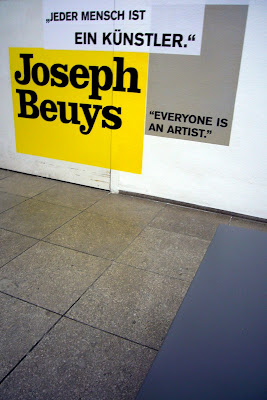 „JEDER MENSCH IST
EIN KÜNSTLER.“
Joseph
Beuys
“EVERYONE IS
AN ARTIST.”